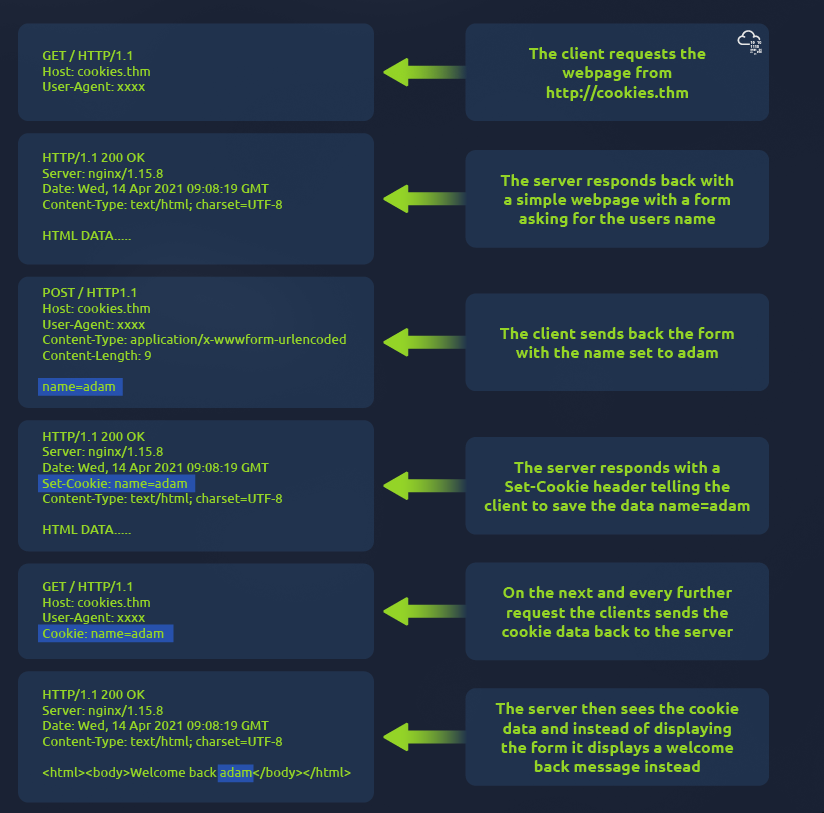 GET / HTTP/1.1
Host: cookies.thm
User-Agent: xxxx
The client requests the
webpage from
http://cookies.thm
HTTP/1.1 200 OK
Server: nginx/1.15.8
Date: Wed, 14 Apr 2021 09:08:19 GMT
Content-Type: text/html; charset=UTF-8
HTML DATA.....
The server responds back with
a simple webpage with a form
asking for the users name
POST / HTTP1.1
Host: cookies.thm
User-Agent: xxxx
Content-Type: application/x-wwwform-urlencoded
Content-Length: 9
name=adam
The client sends back the form
with the name set to adam
HTTP/1.1 200 OK
Server: nginx/1.15.8
Date: Wed, 14 Apr 2021 09:08:19 GMT
Set-Cookie: name=adam
Content-Type: text/html; charset=UTF-8
HTML DATA.....
The server responds with a
Set-Cookie header telling the
client to save the data name=adam
GET / HTTP/1.1
Host: cookies.thm
User-Agent: xxxx
Cookie: name=adam
On the next and every further
request the clients sends the
cookie data back to the server
HTTP/1.1 200 OK
Server: nginx/1.15.8
Date: Wed, 14 Apr 2021 09:08:19 GMT
Content-Type: text/html; charset=UTF-8
<html><body>Welcome back adam</body></html>
The server then sees the cookie
data and instead of displaying
the form it displays a welcome
back message instead